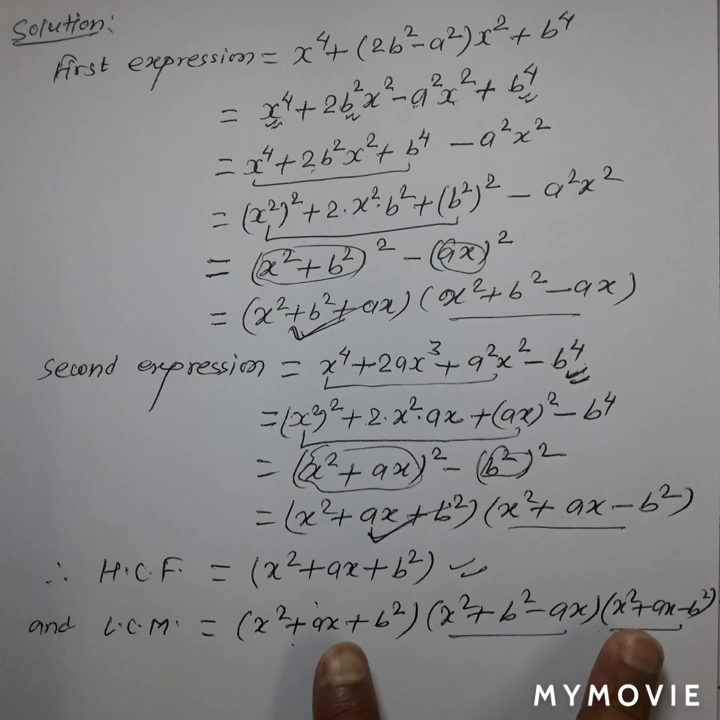 Solution:
First expression = x⁴ + (2b² - a²)x² + b⁴
= x⁴ + 2b²x² - a²x² + b⁴
= x⁴ + 2b²x² + b⁴ - a²x²
= (x²)² + 2·x²·b² + (b²)² - a²x²
= (x² + b²)² - (ax)²
= (x² + b² + ax) (x² + b² - ax)
Second expression = x⁴ + 2ax³ + a²x² - b⁴
= (x²)² + 2·x²·ax + (ax)² - b⁴
= (x² + ax)² - (b²)²
= (x² + ax + b²) (x² + ax - b²)
∴ H.C.F. = (x² + ax + b²)
and L.C.M. = (x² + ax + b²) (x² + b² - ax) (x² + ax - b²)
MYMOVIE